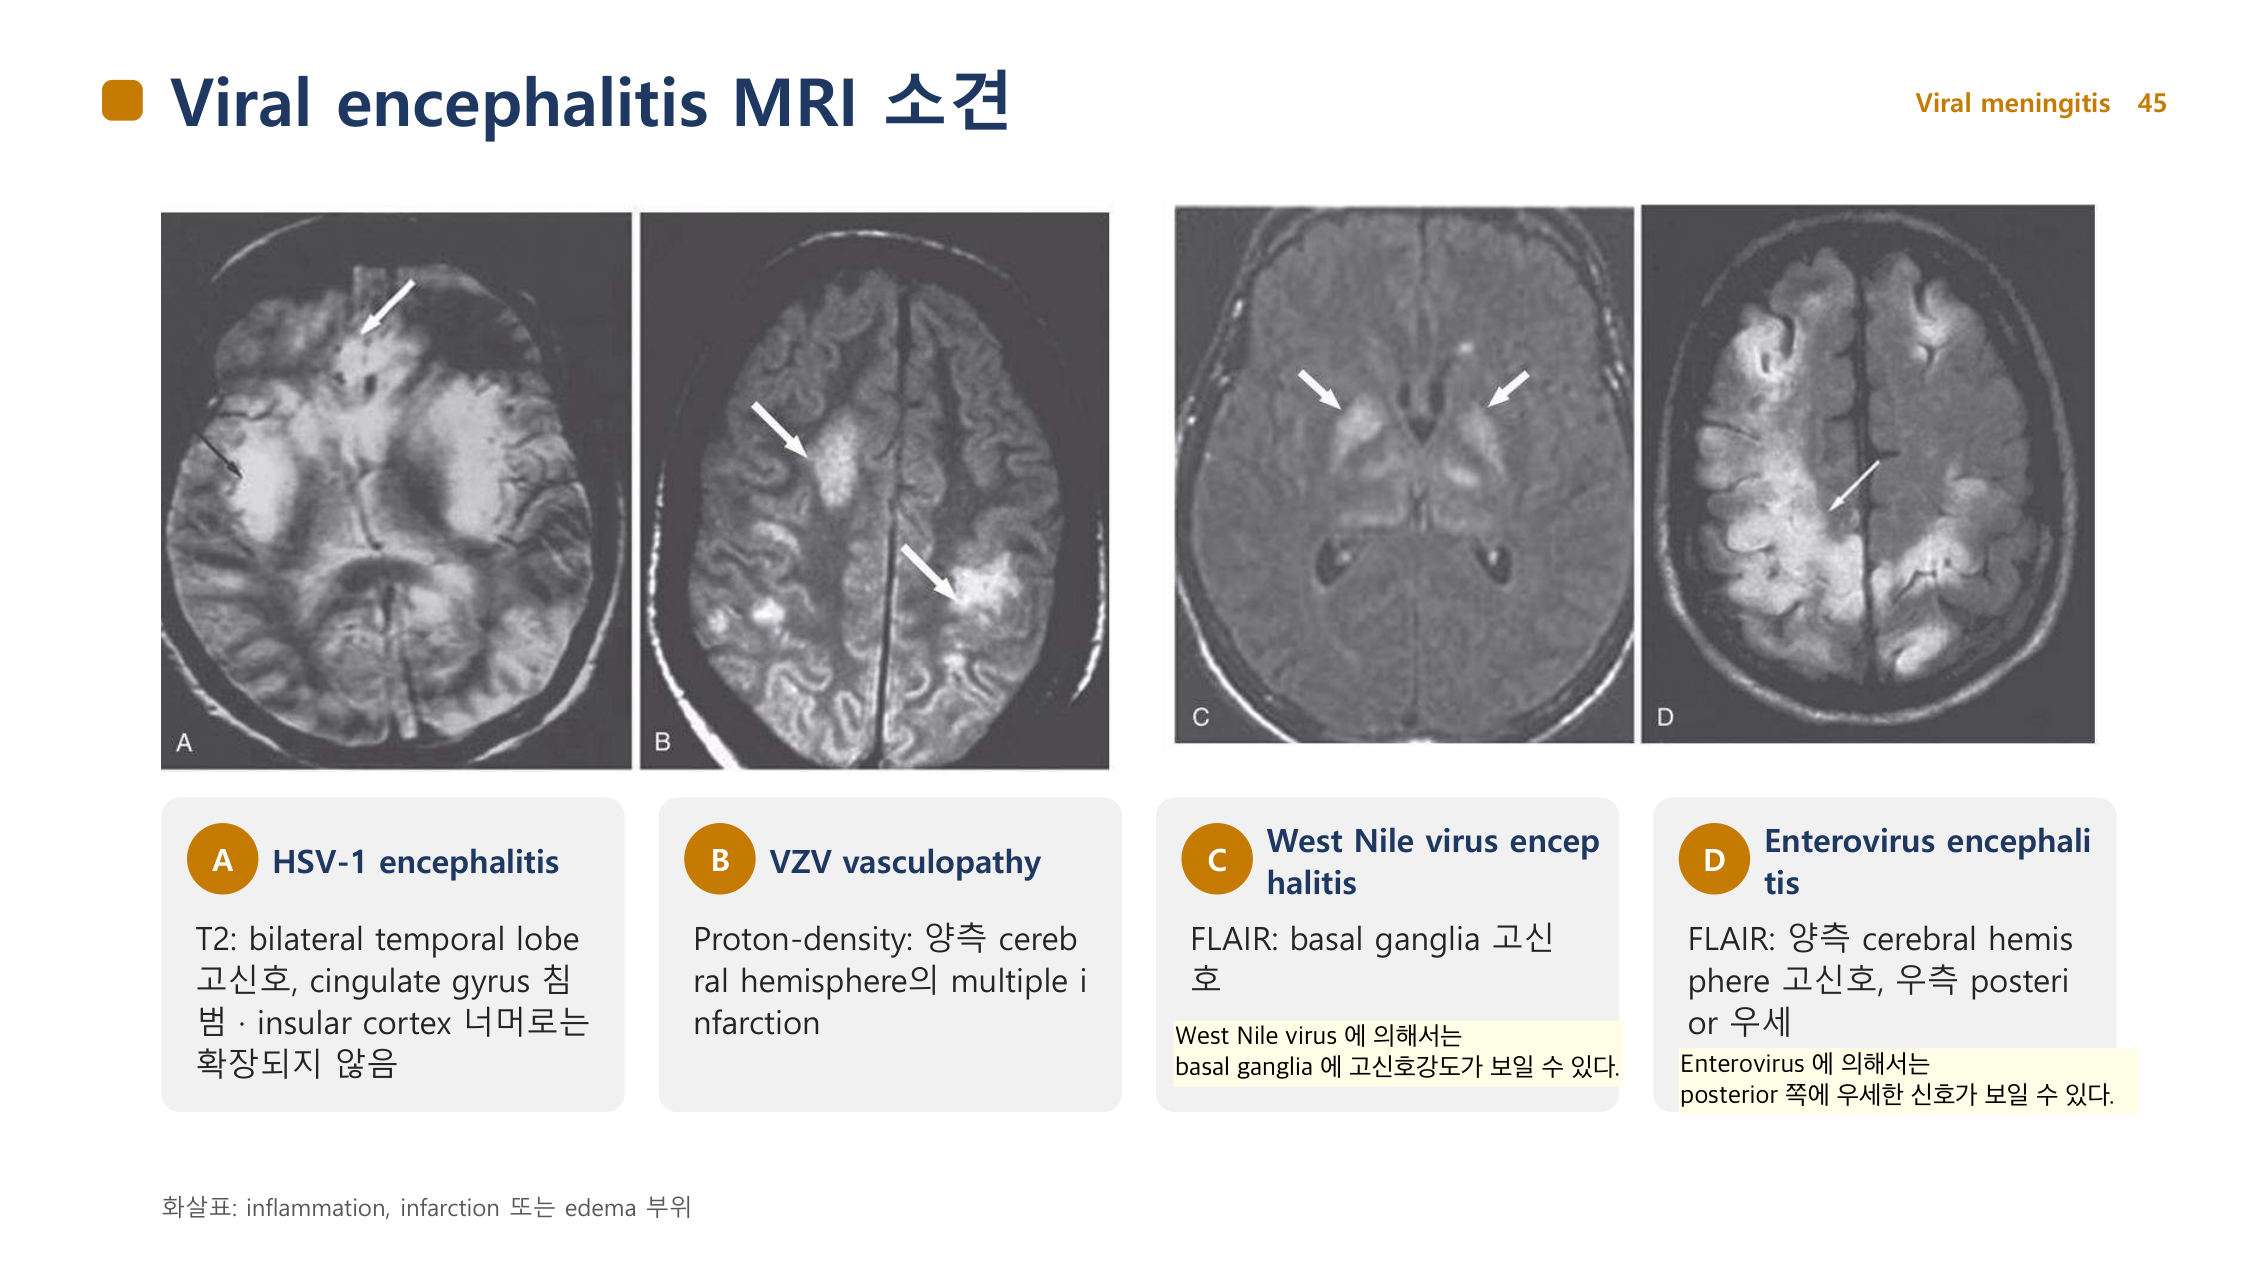 Viral encephalitis MRI 소견
Viral meningitis 45
A
B
C
D
A
HSV-1 encephalitis
T2: bilateral temporal lobe
고신호, cingulate gyrus 침
범 · insular cortex 너머로는
확장되지 않음
B
VZV vasculopathy
Proton-density: 양측 cereb
ral hemisphere의 multiple i
nfarction
C
West Nile virus encep
halitis
FLAIR: basal ganglia 고신
호
West Nile virus 에 의해서는
basal ganglia 에 고신호강도가 보일 수 있다.
D
Enterovirus encephali
tis
FLAIR: 양측 cerebral hemis
phere 고신호, 우측 posteri
or 우세
Enterovirus 에 의해서는
posterior 쪽에 우세한 신호가 보일 수 있다.
화살표: inflammation, infarction 또는 edema 부위